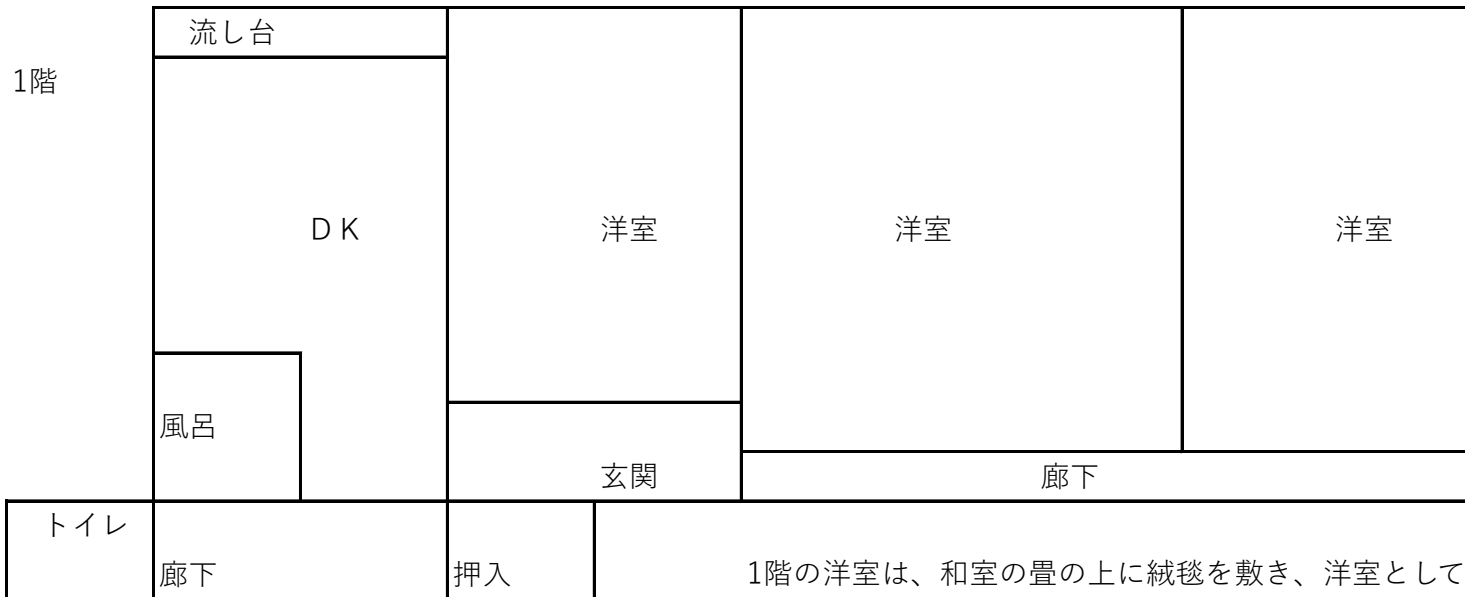 流し台
1階
ＤＫ
洋室
洋室
洋室
風呂
玄関
廊下
トイレ
廊下
押入
1階の洋室は、和室の畳の上に絨毯を敷き、洋室として